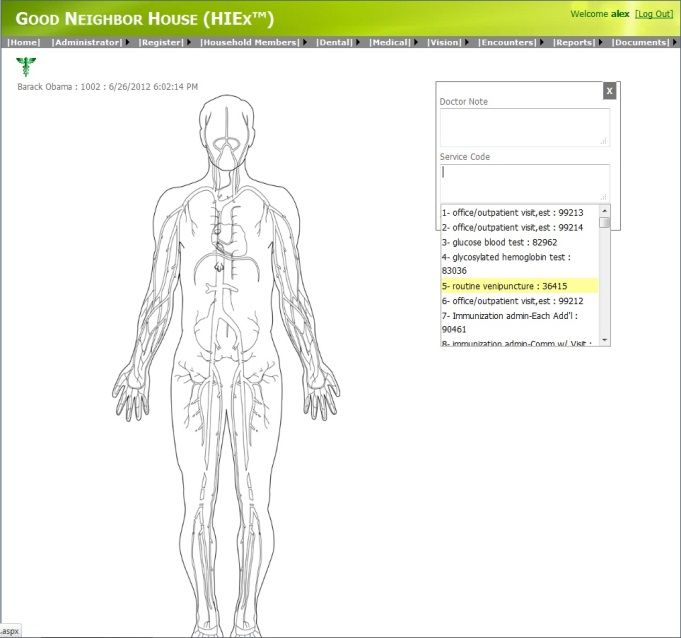 GOOD NEIGHBOR HOUSE (HIEx™)
Welcome alex [Log Out]
|Home| |Administrator| |Register| |Household Members| |Dental| |Medical| |Vision| |Encounters| |Reports| |Documents|
Barack Obama : 1002 : 6/26/2012 6:02:14 PM
X
Doctor Note
Service Code
1- office/outpatient visit,est : 99213
2- office/outpatient visit,est : 99214
3- glucose blood test : 82962
4- glycosylated hemoglobin test :
83036
5- routine venipuncture : 36415
6- office/outpatient visit,est : 99212
7- Immunization admin-Each Add'l :
90461
8- immunization admin-Comm w/ Visit :
.aspx